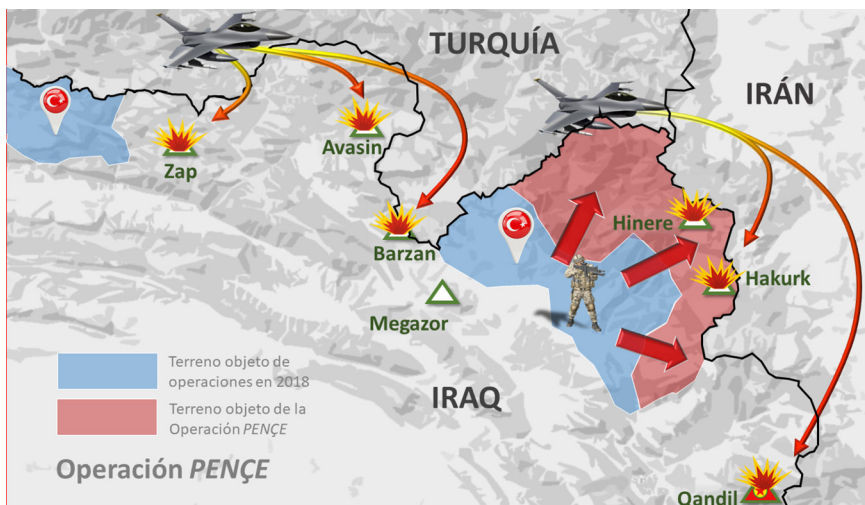 TURQUÍA
IRÁN
Avasin
Zap
Barzan
Hinere
Hakurk
Megazor
Terreno objeto de
operaciones en 2018
IRAQ
Terreno objeto de la
Operación PENÇE
Operación PENÇE
Qandil